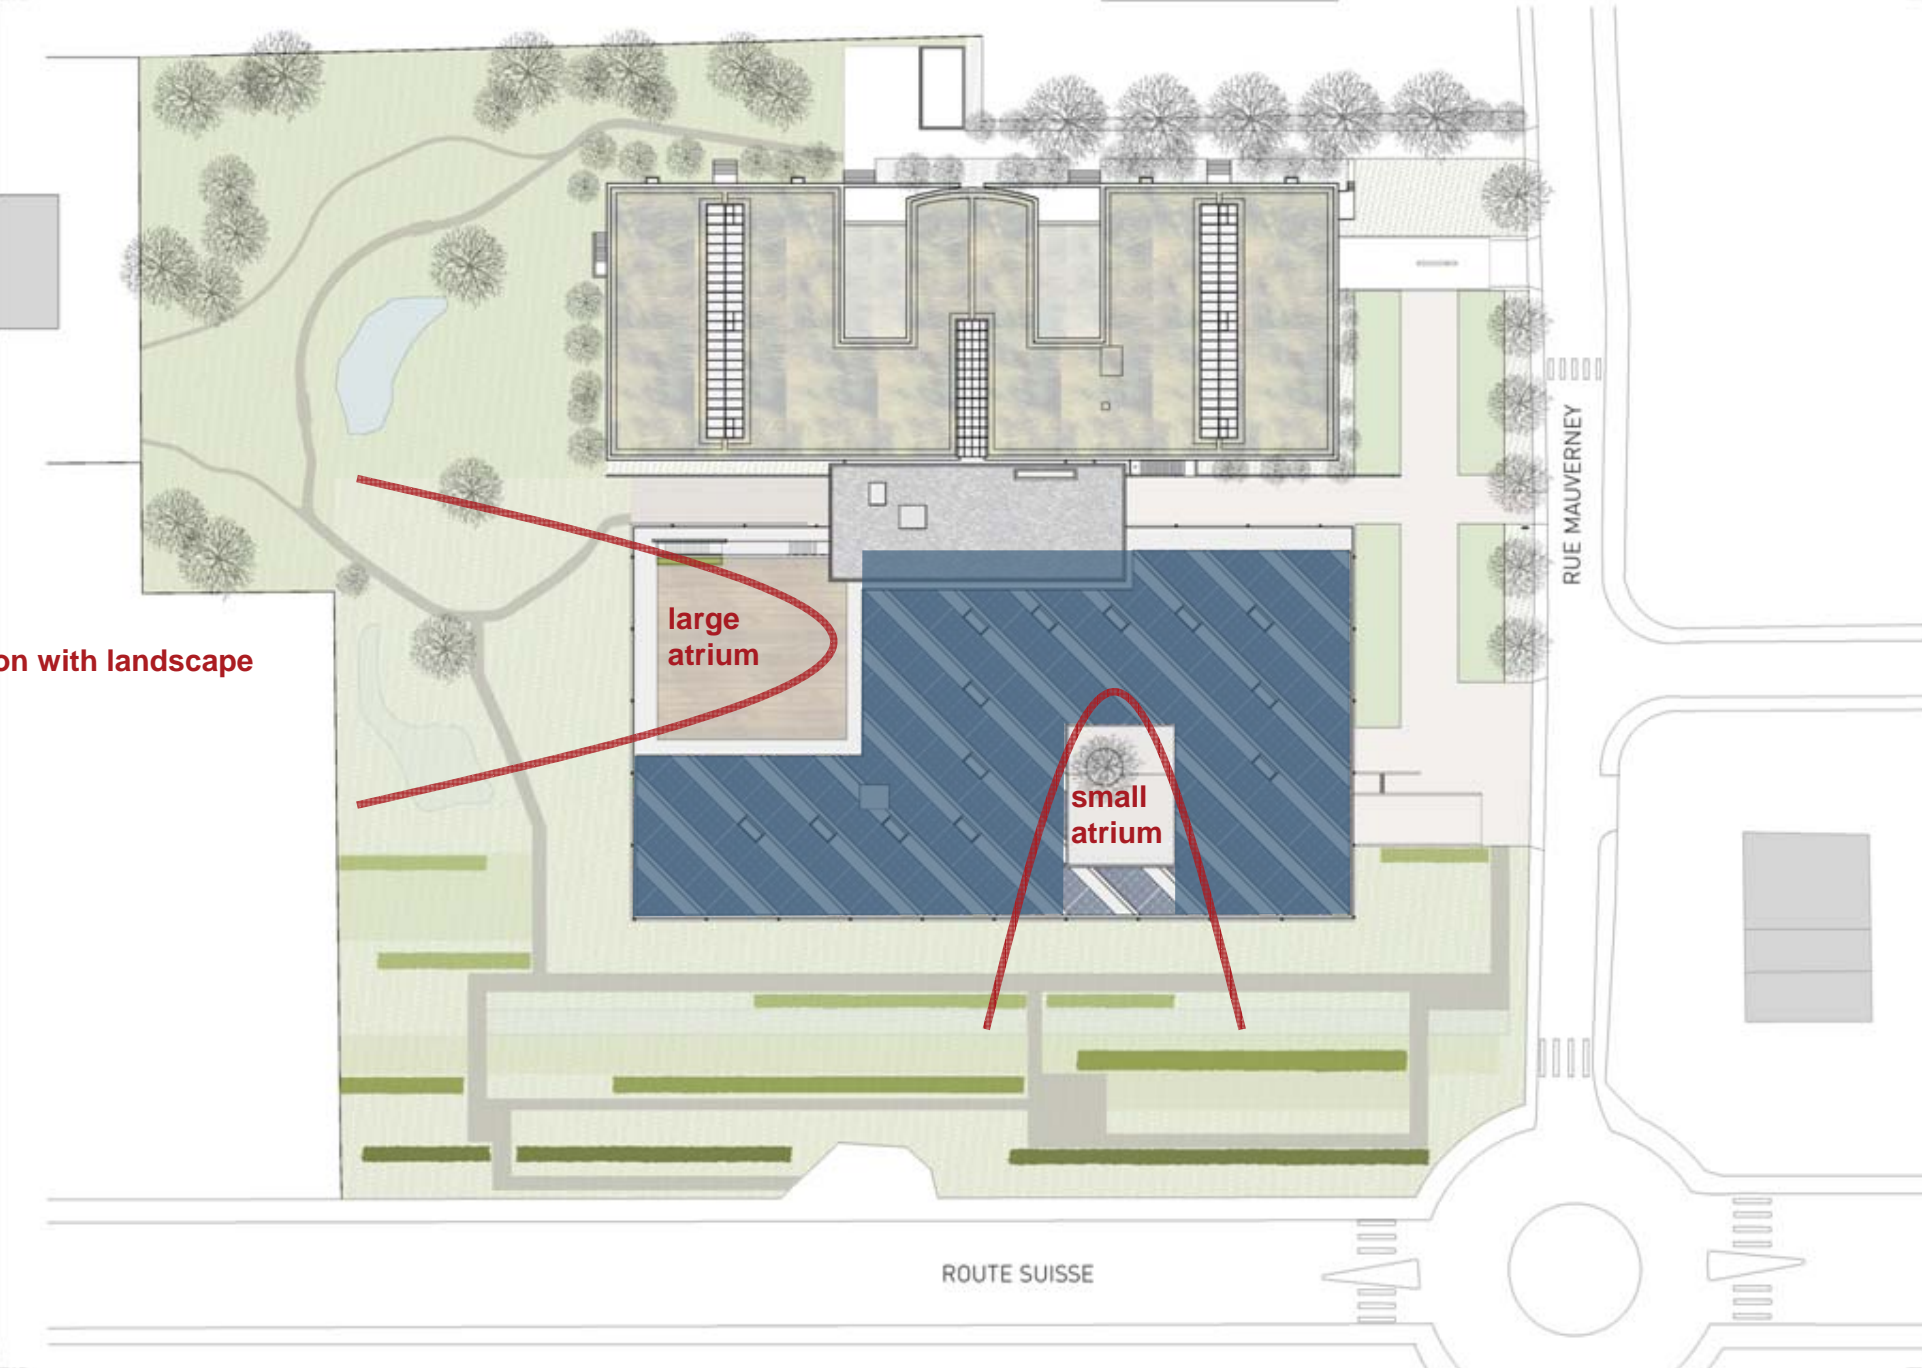 RUE MAUVERNEY
large
atrium
on with landscape
small
atrium
ROUTE SUISSE